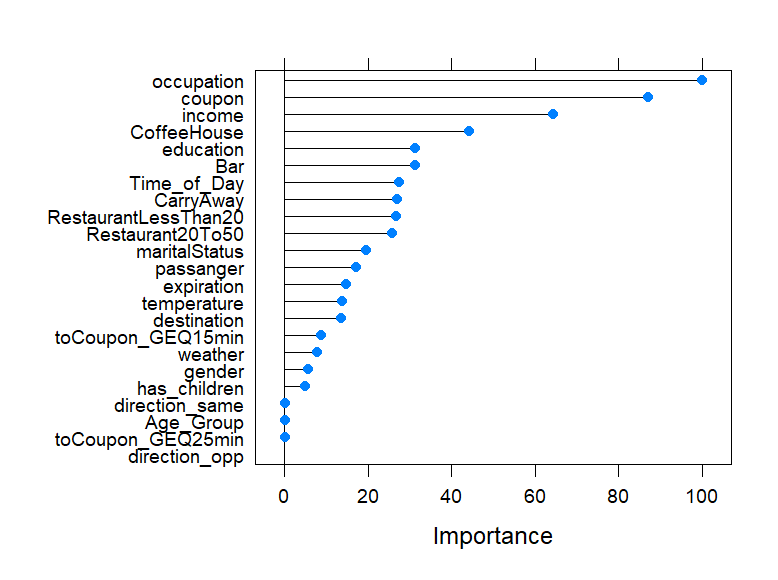 occupation
coupon
income
CoffeeHouse
education
Bar
Time_of_Day
CarryAway
RestaurantLessThan20
Restaurant20To50
maritalStatus
passanger
expiration
temperature
destination
toCoupon_GEQ15min
weather
gender
has_children
direction_same
Age_Group
toCoupon_GEQ25min
direction_opp
0 20 40 60 80 100
Importance